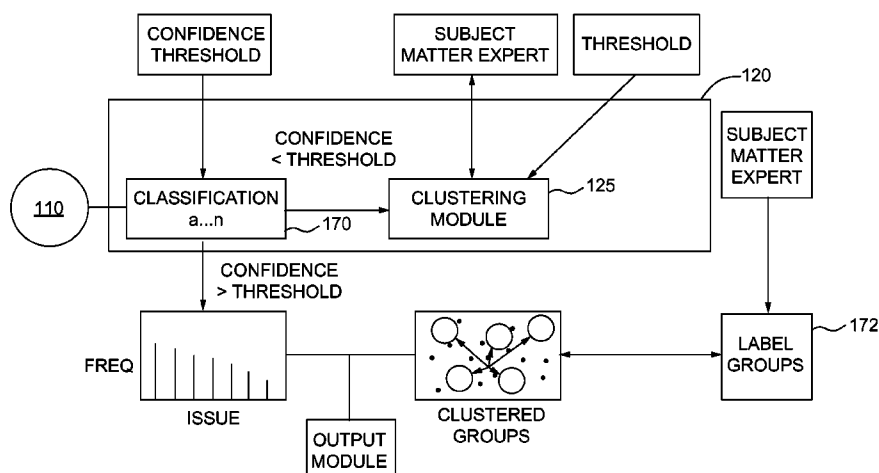 CONFIDENCE
THRESHOLD
SUBJECT
MATTER EXPERT
THRESHOLD
120
CONFIDENCE
< THRESHOLD
SUBJECT
MATTER
EXPERT
110
CLASSIFICATION
a...n
170
CLUSTERING
MODULE
125
CONFIDENCE
> THRESHOLD
FREQ
ISSUE
OUTPUT
MODULE
CLUSTERED
GROUPS
LABEL
GROUPS
172